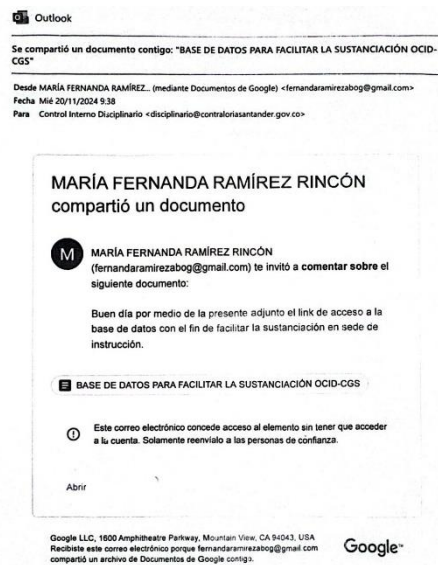 Outlook
Se compartió un documento contigo: "BASE DE DATOS PARA FACILITAR LA SUSTANCIACIÓN OCID-
CGS"
Desde MARÍA FERNANDA RAMÍREZ... (mediante Documentos de Google) <fernandaramirezabog@gmail.com>
Fecha Mié 20/11/2024 9:38
Para Control Interno Disciplinario <disciplinario@contraloriasantander.gov.co>
MARÍA FERNANDA RAMÍREZ RINCÓN
compartió un documento
M
MARÍA FERNANDA RAMÍREZ RINCÓN
(fernandaramirezabog@gmail.com) te invitó a comentar sobre el
siguiente documento:
Buen día por medio de la presente adjunto el link de acceso a la
base de datos con el fin de facilitar la sustanciación en sede de
instrucción.
BASE DE DATOS PARA FACILITAR LA SUSTANCIACIÓN OCID-CGS
Este correo electrónico concede acceso al elemento sin tener que acceder
a la cuenta. Solamente reenvíalo a las personas de confianza.
Abrir
Google LLC, 1600 Amphitheatre Parkway, Mountain View, CA 94043, USA
Recibiste este correo electrónico porque fernandaramirezabog@gmail.com
compartió un archivo de Documentos de Google contigo.
Google